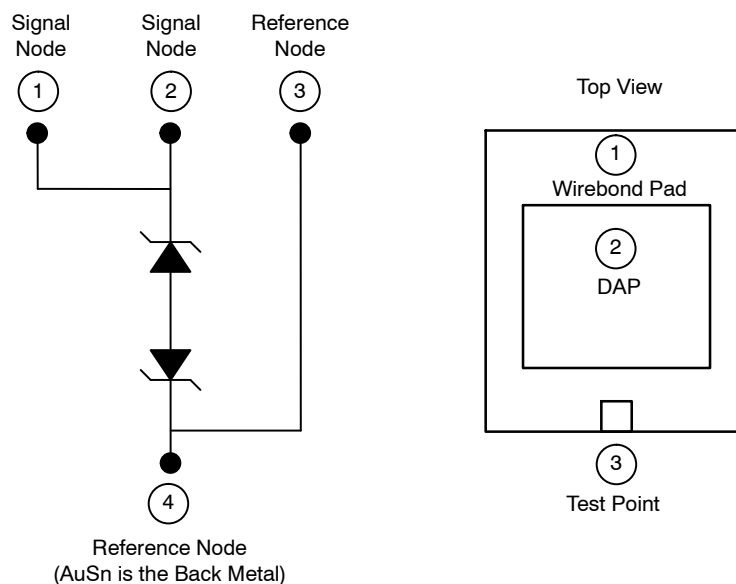 Signal
Node
Signal
Node
Reference
Node
1
2
3
4
Reference Node
(AuSn is the Back Metal)
Top View
1
Wirebond Pad
2
DAP
3
Test Point